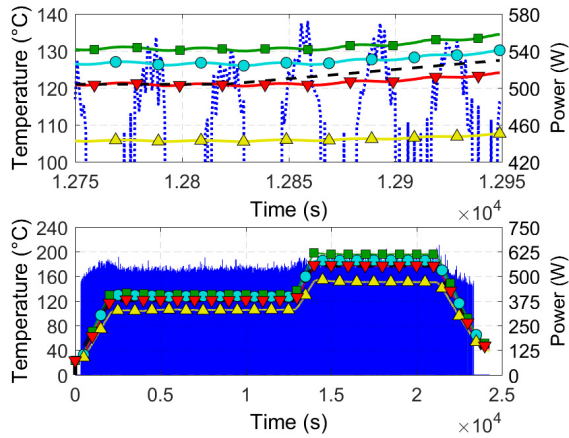 140 580
130 540
120 500
110 460
100 420
Temperature (°C)
Power (W)
1.275 1.28 1.285 1.29 1.295
Time (s) ×10⁴
240 750
200 625
160 500
120 375
80 250
40 125
0 0
Temperature (°C)
Power (W)
0 0.5 1 1.5 2 2.5
Time (s) ×10⁴